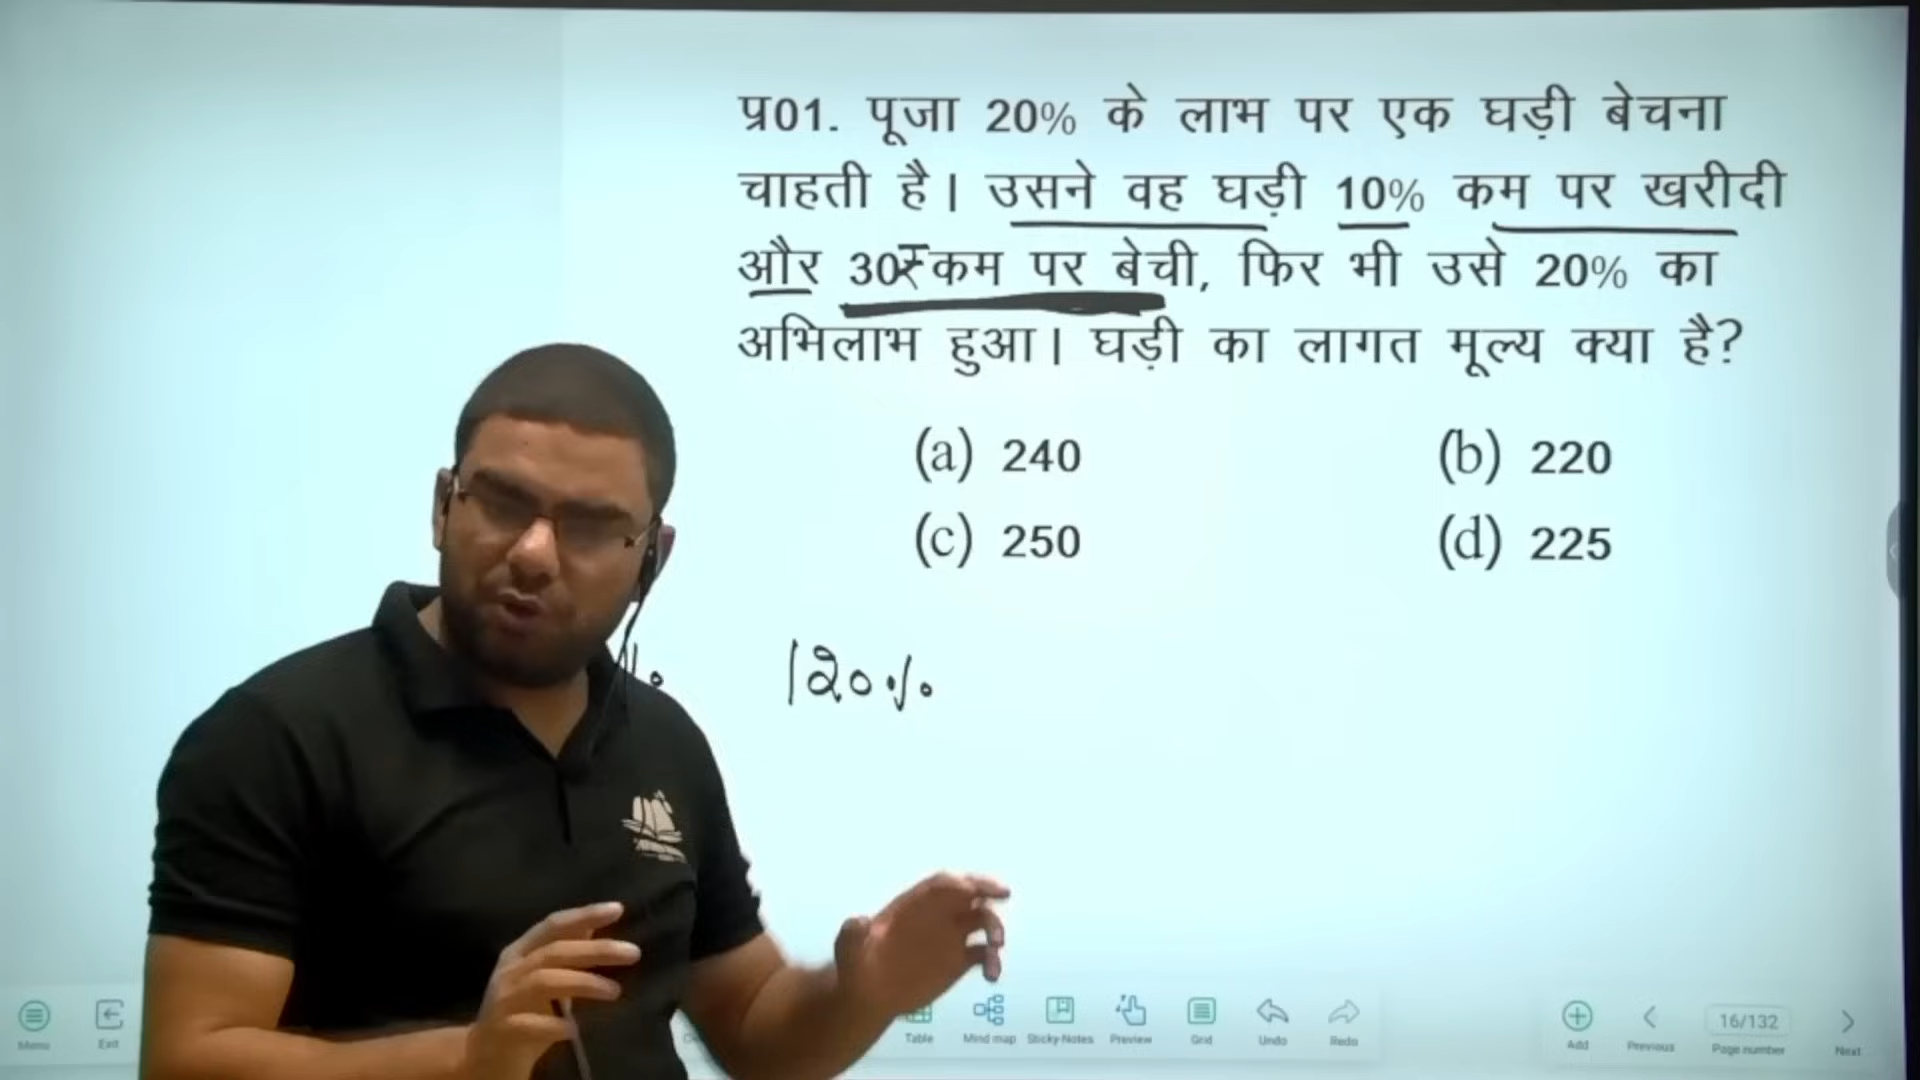 प्र01. पूजा 20% के लाभ पर एक घड़ी बेचना
चाहती है। उसने वह घड़ी 10% कम पर खरीदी
और 30₹ कम पर बेची, फिर भी उसे 20% का
अभिलाभ हुआ। घड़ी का लागत मूल्य क्या है?
(a) 240 (b) 220
(c) 250 (d) 225
120%
Menu Exit Table Mind map Sticky-Notes Preview Grid Undo Redo Add Previous 16/132 Page number Next